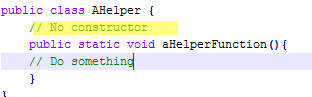 public class AHelper {
// No constructor
public static void aHelperFunction(){
// Do something
}
}